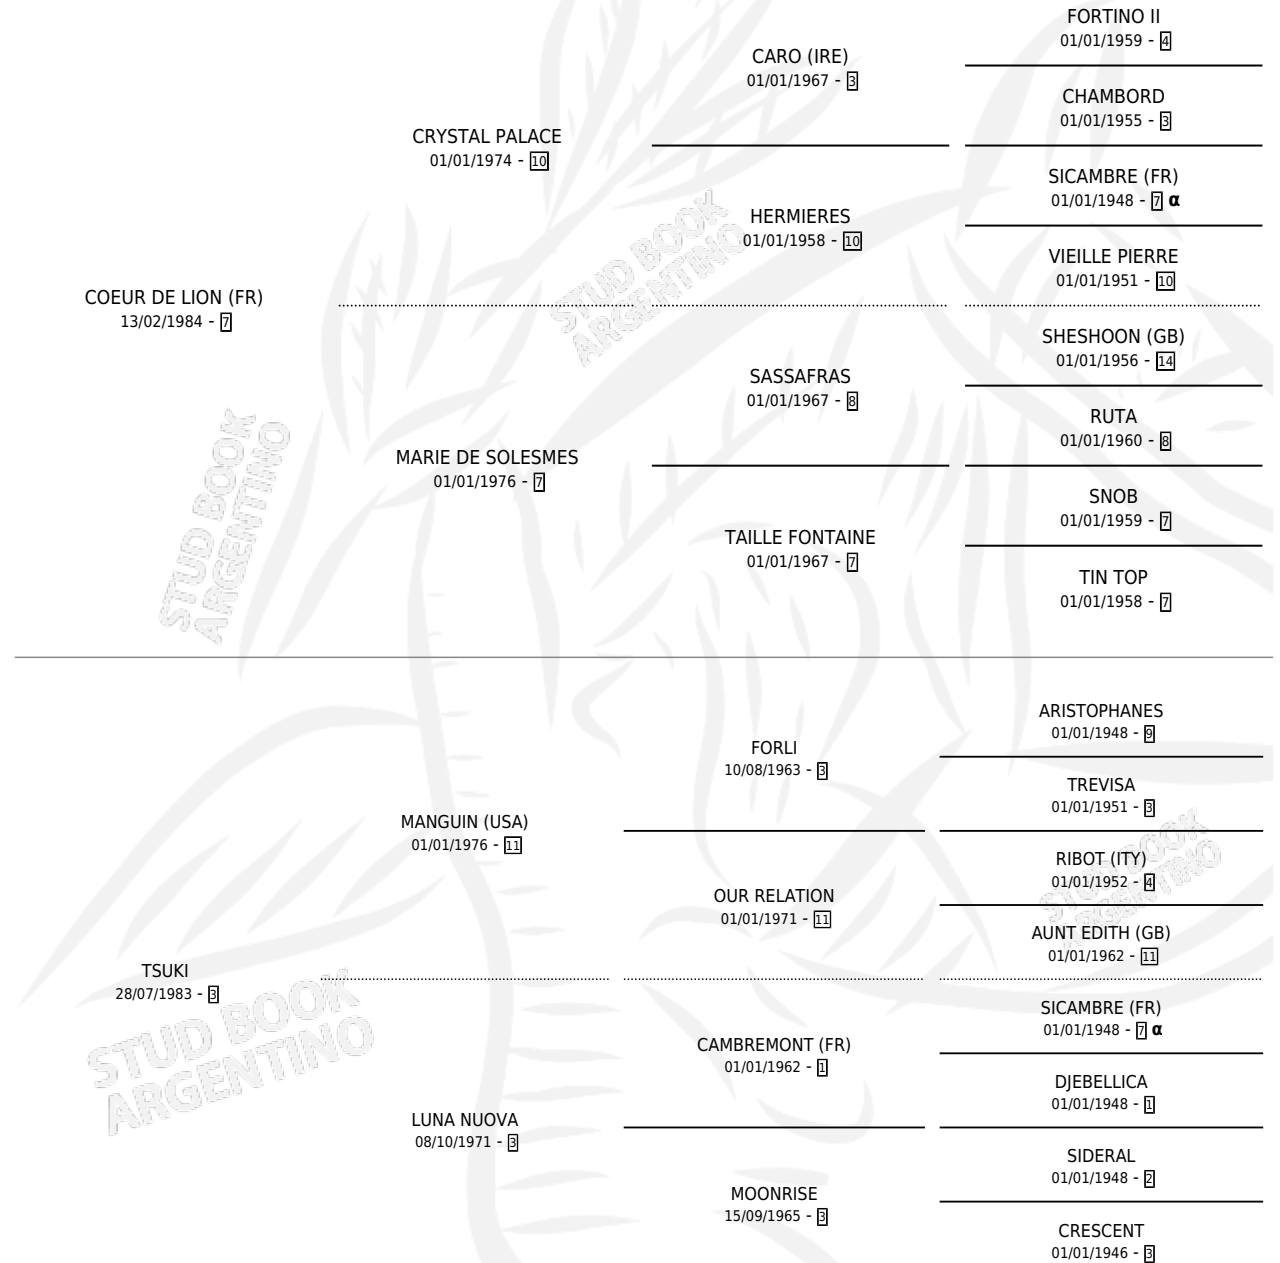 FORTINO II
01/01/1959 - 4
CARO (IRE)
01/01/1967 - 3
CHAMBORD
01/01/1955 - 3
CRYSTAL PALACE
01/01/1974 - 10
SICAMBRE (FR)
01/01/1948 - 7 α
HERMIERES
01/01/1958 - 10
VIEILLE PIERRE
01/01/1951 - 10
COEUR DE LION (FR)
13/02/1984 - 7
SHESHOON (GB)
01/01/1956 - 14
SASSAFRAS
01/01/1967 - 8
RUTA
01/01/1960 - 8
MARIE DE SOLESMES
01/01/1976 - 7
SNOB
01/01/1959 - 7
TAILLE FONTAINE
01/01/1967 - 7
TIN TOP
01/01/1958 - 7
STUD BOOK
ARGENTINO
STUD BOOK
ARGENTINO
ARISTOPHANES
01/01/1948 - 9
FORLI
10/08/1963 - 3
TREVISA
01/01/1951 - 3
MANGUIN (USA)
01/01/1976 - 11
RIBOT (ITY)
01/01/1952 - 4
OUR RELATION
01/01/1971 - 11
AUNT EDITH (GB)
01/01/1962 - 11
TSUKI
28/07/1983 - 3
SICAMBRE (FR)
01/01/1948 - 7 α
CAMBREMONT (FR)
01/01/1962 - 1
DJEBELLICA
01/01/1948 - 1
LUNA NUOVA
08/10/1971 - 3
SIDERAL
01/01/1948 - 2
MOONRISE
15/09/1965 - 3
CRESCENT
01/01/1946 - 3
STUD BOOK
ARGENTINO
STUD BOOK
ARGENTINO